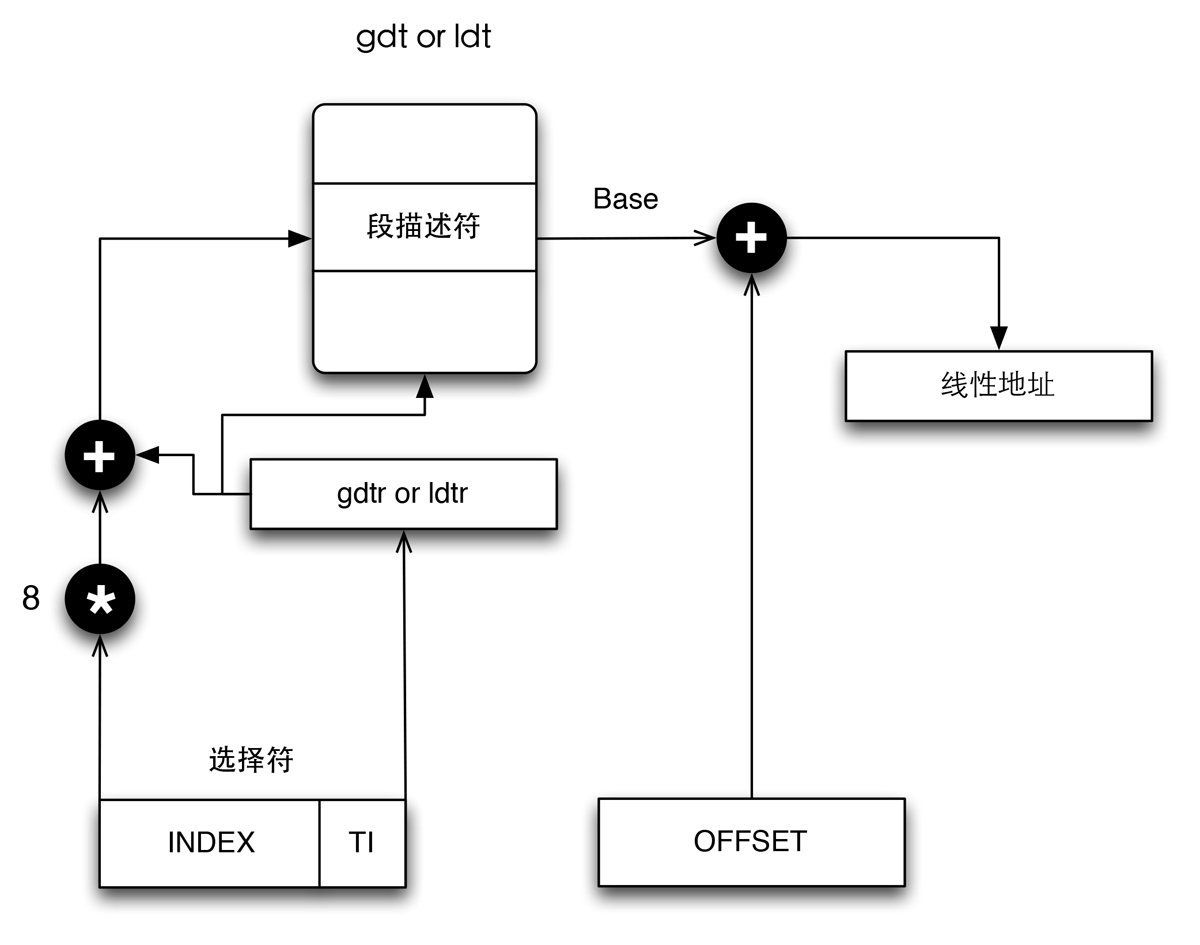 gdt or ldt
段描述符
Base
+
线性地址
+
gdtr or ldtr
8
*
选择符
INDEX
TI
OFFSET